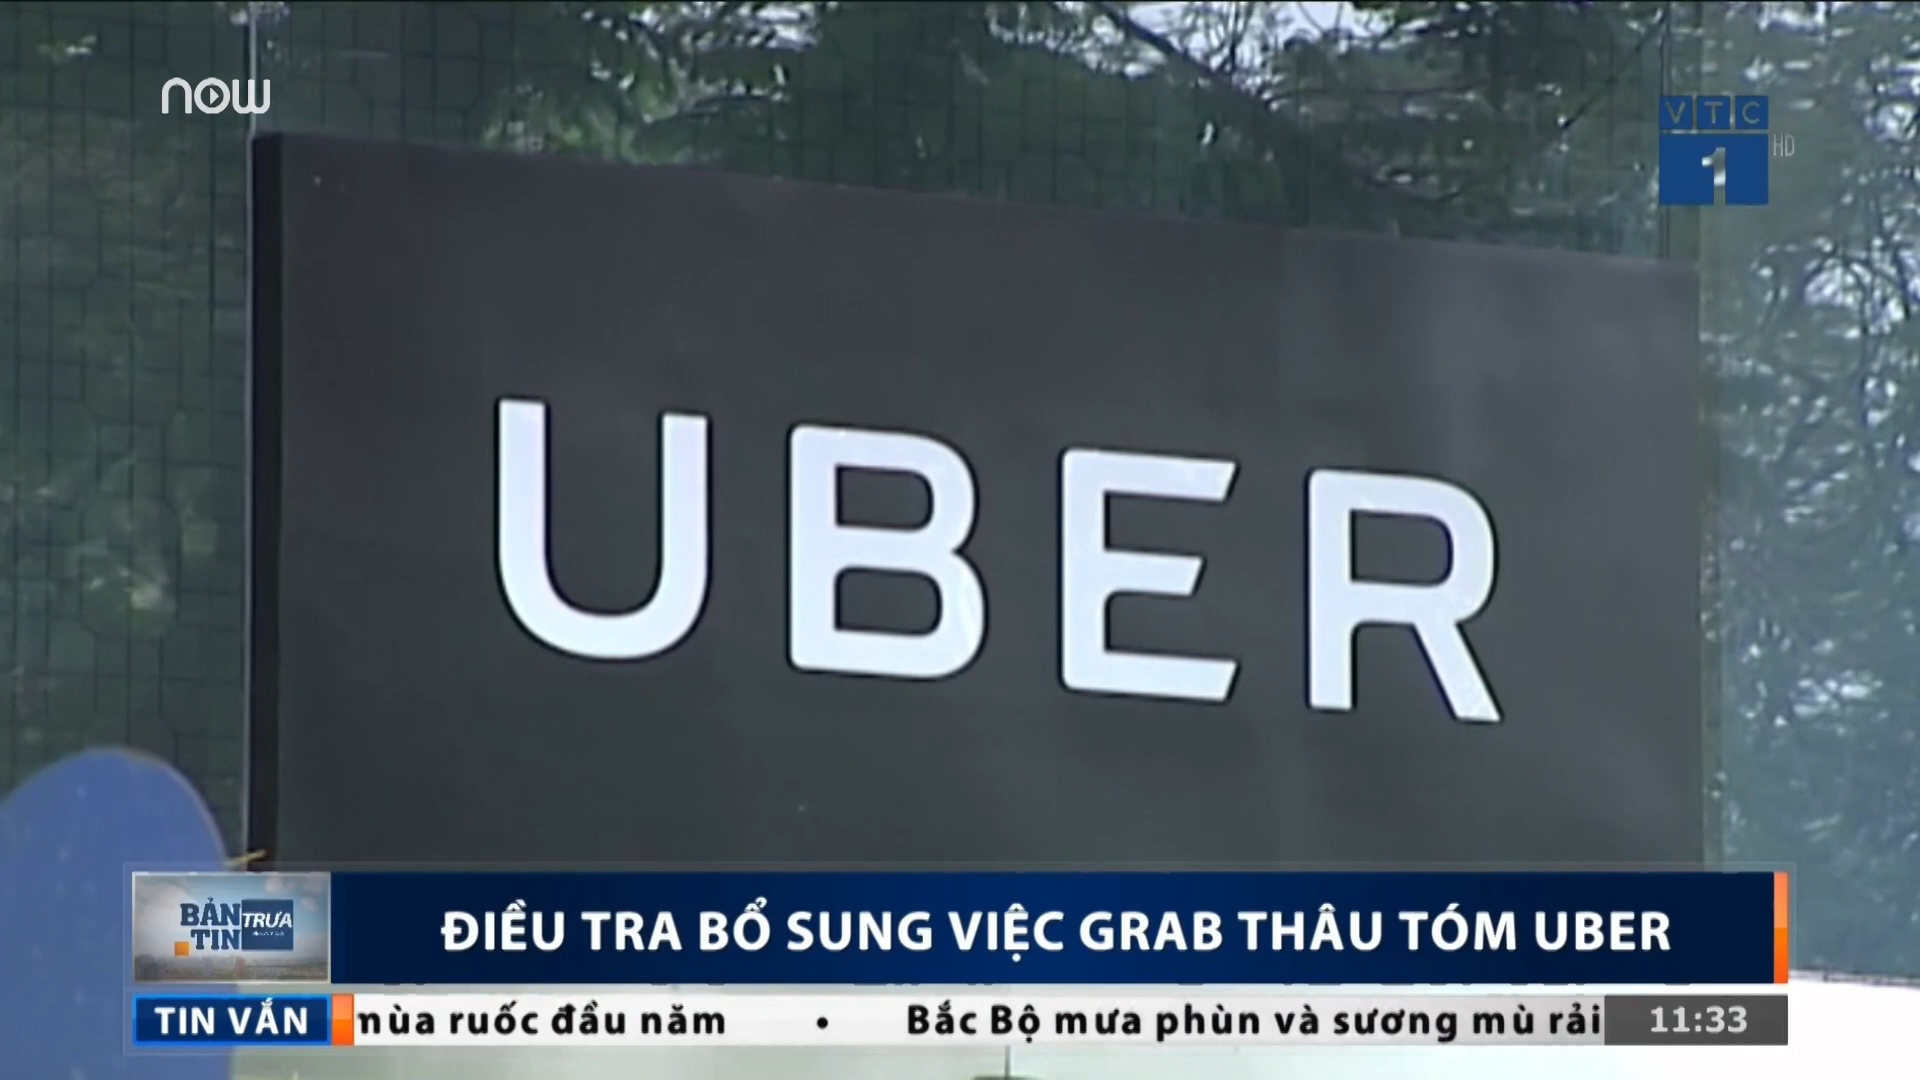 now
VTC
1
HD
UBER
BẢN TIN
TRƯA
ĐIỀU TRA BỔ SUNG VIỆC GRAB THÂU TÓM UBER
TIN VẮN
mùa ruốc đầu năm • Bắc Bộ mưa phùn và sương mù rải
11:33